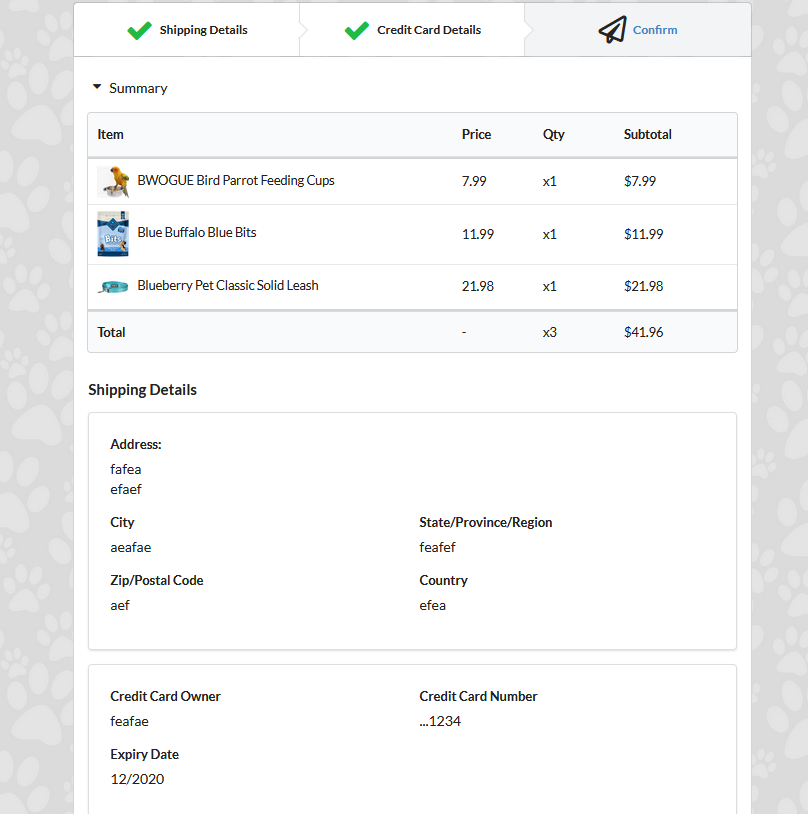 Shipping Details Credit Card Details Confirm
Summary
Item Price Qty Subtotal
BWOGUE Bird Parrot Feeding Cups 7.99 x1 $7.99
Bits
Blue Buffalo Blue Bits 11.99 x1 $11.99
Blueberry Pet Classic Solid Leash 21.98 x1 $21.98
Total - x3 $41.96
Shipping Details
Address:
fafea
efaef
City State/Province/Region
aeafae feafef
Zip/Postal Code Country
aef efea
Credit Card Owner Credit Card Number
feafae ...1234
Expiry Date
12/2020